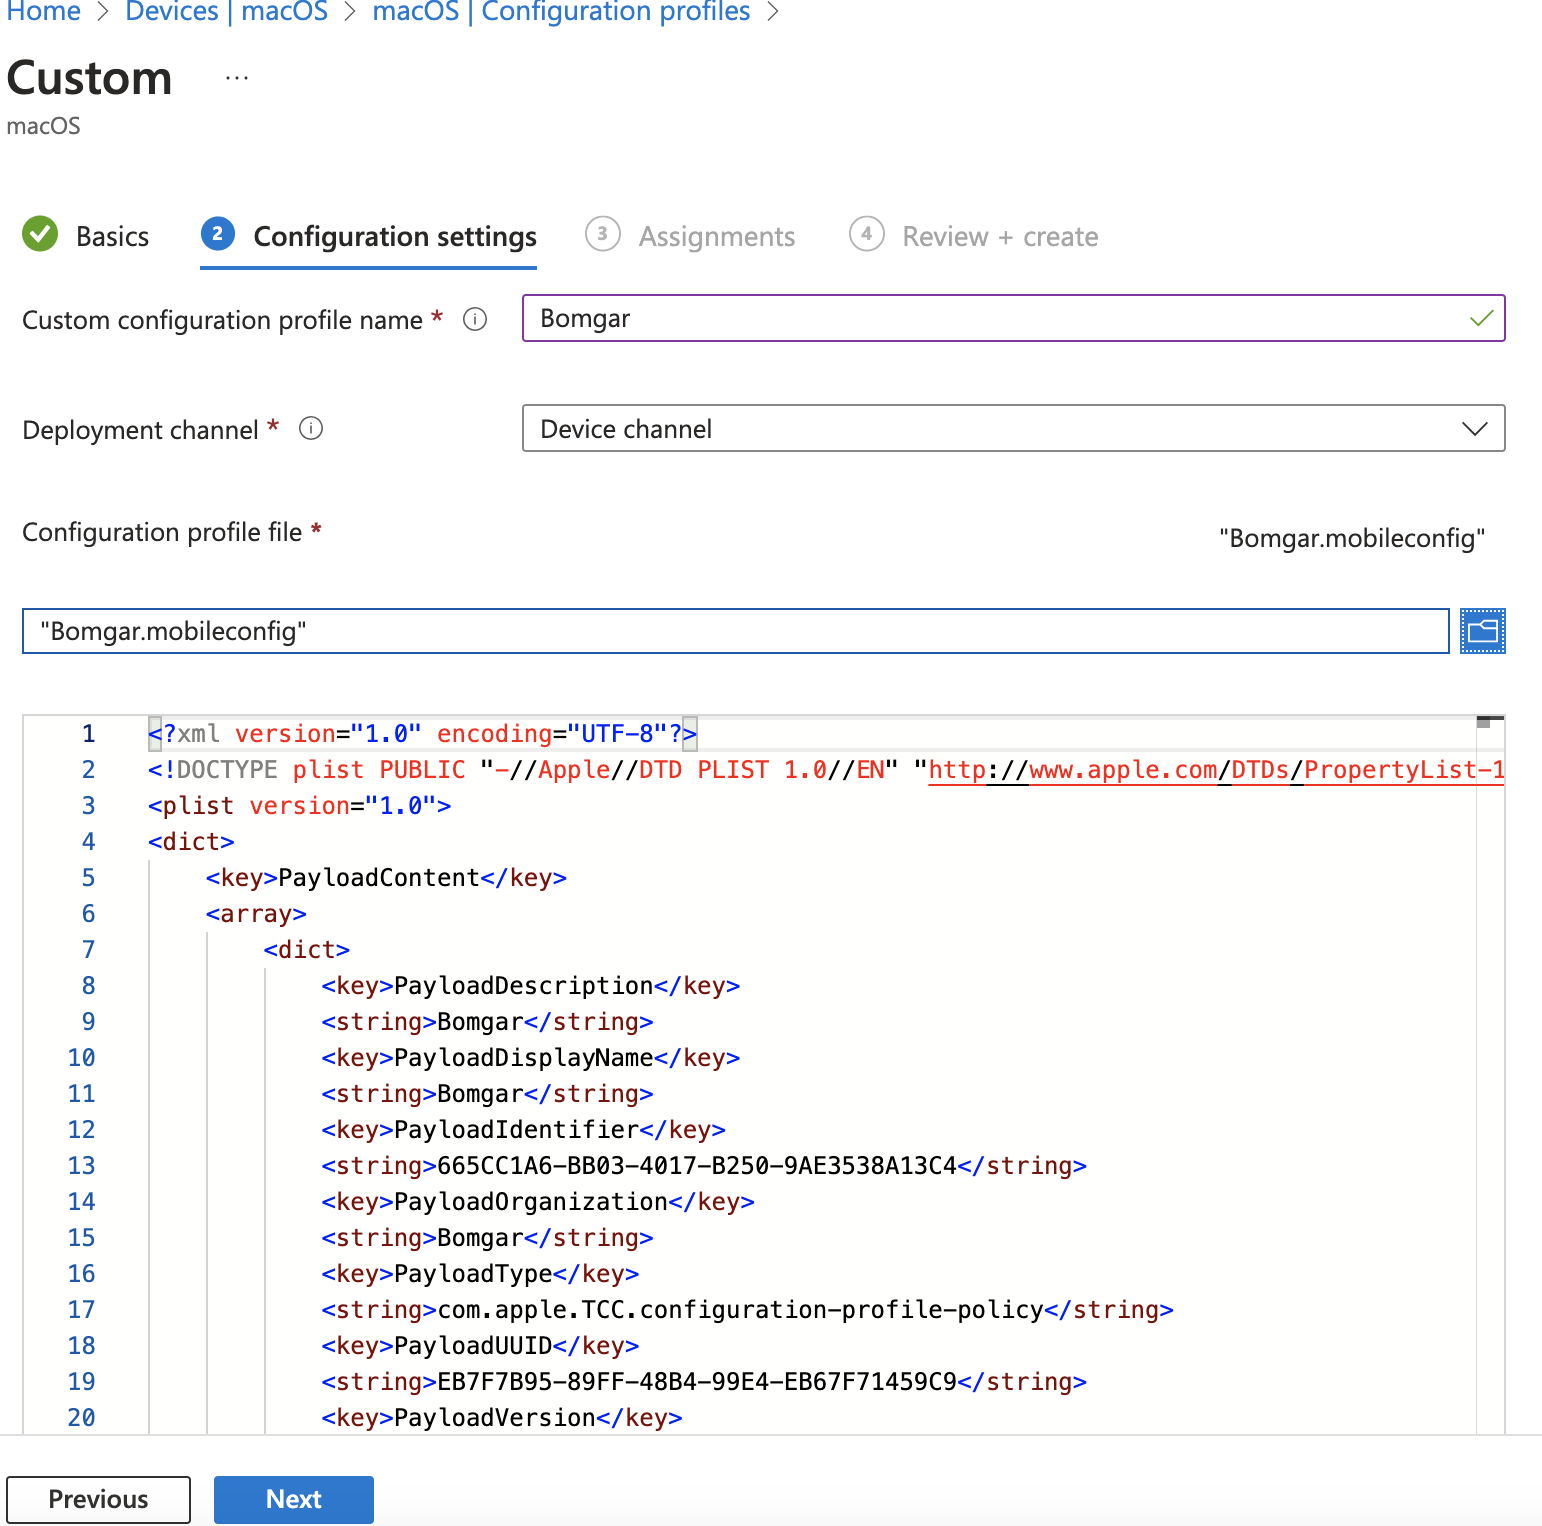 Home > Devices | macOS > macOS | Configuration profiles >
Custom ...
macOS
Basics 2 Configuration settings 3 Assignments 4 Review + create
Custom configuration profile name * Bomgar
Deployment channel * Device channel
Configuration profile file * "Bomgar.mobileconfig"
"Bomgar.mobileconfig"
1 <?xml version="1.0" encoding="UTF-8"?>
2 <!DOCTYPE plist PUBLIC "-//Apple//DTD PLIST 1.0//EN" "http://www.apple.com/DTDs/PropertyList-1
3 <plist version="1.0">
4 <dict>
5 <key>PayloadContent</key>
6 <array>
7 <dict>
8 <key>PayloadDescription</key>
9 <string>Bomgar</string>
10 <key>PayloadDisplayName</key>
11 <string>Bomgar</string>
12 <key>PayloadIdentifier</key>
13 <string>665CC1A6-BB03-4017-B250-9AE3538A13C4</string>
14 <key>PayloadOrganization</key>
15 <string>Bomgar</string>
16 <key>PayloadType</key>
17 <string>com.apple.TCC.configuration-profile-policy</string>
18 <key>PayloadUUID</key>
19 <string>EB7F7B95-89FF-48B4-99E4-EB67F71459C9</string>
20 <key>PayloadVersion</key>
Previous Next